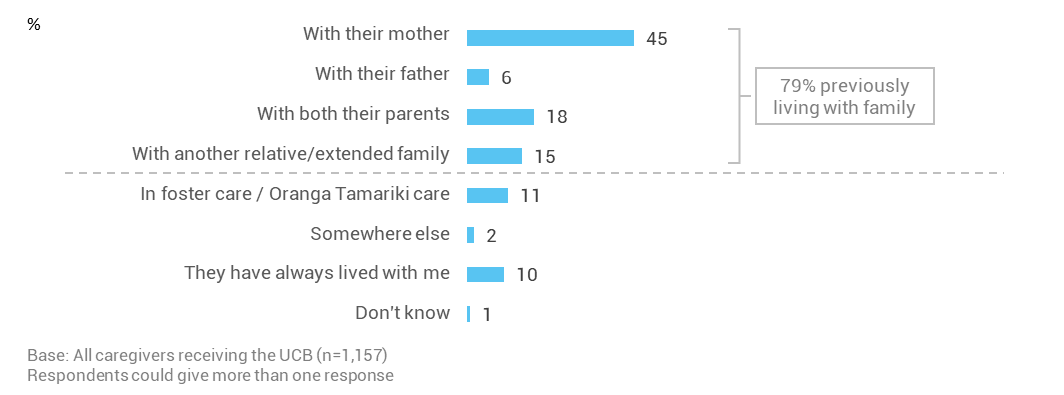 %
With their mother 45
With their father 6
With both their parents 18
With another relative/extended family 15
79% previously
living with family
In foster care / Oranga Tamariki care 11
Somewhere else 2
They have always lived with me 10
Don't know 1
Base: All caregivers receiving the UCB (n=1,157)
Respondents could give more than one response